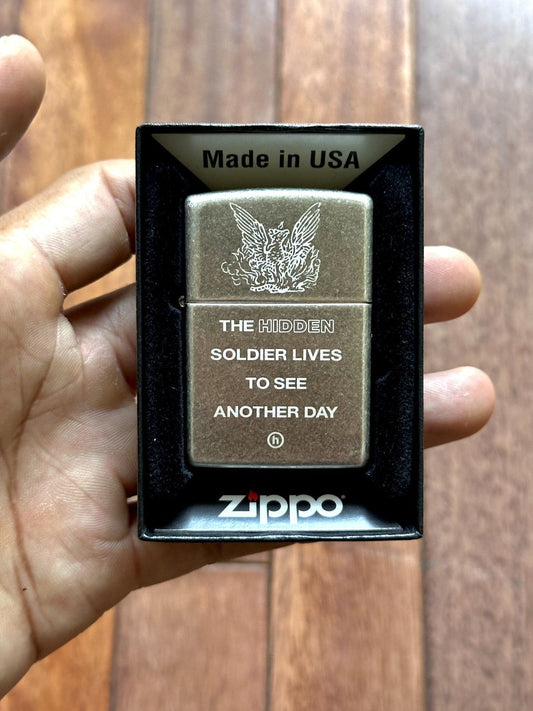 Made in USA
THE HIDDEN
SOLDIER LIVES
TO SEE
ANOTHER DAY
h
zippo